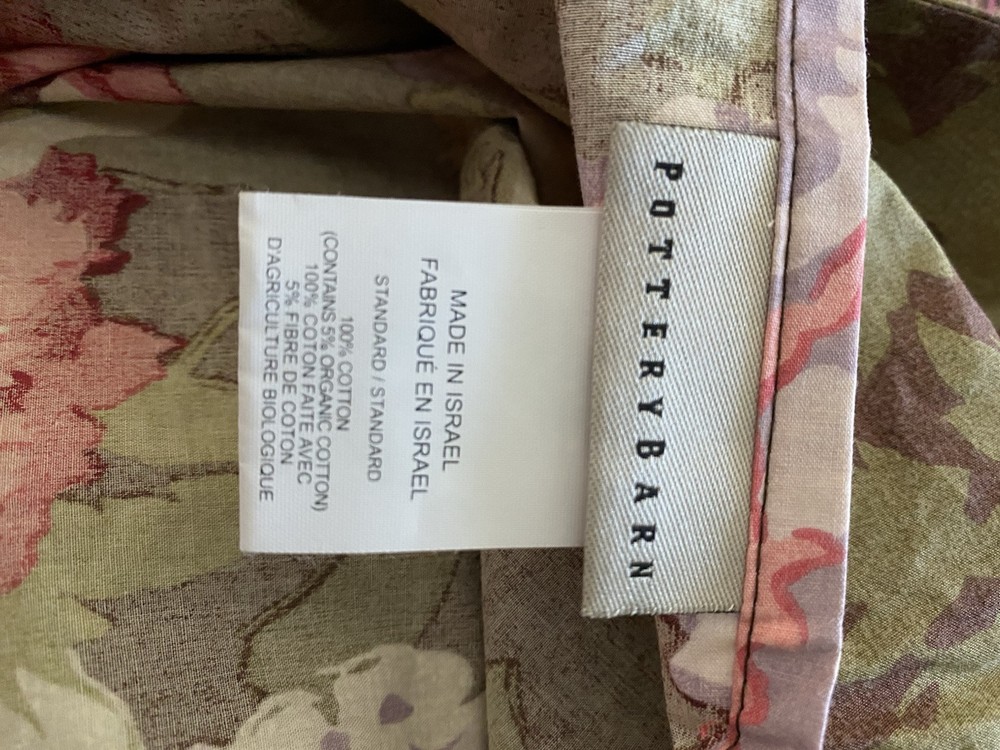 POTTERYBARN
MADE IN ISRAEL
FABRIQUÉ EN ISRAEL
STANDARD / STANDARD
100% COTTON
(CONTAINS 5% ORGANIC COTTON)
100% COTON FAITE AVEC
5% FIBRE DE COTON
D'AGRICULTURE BIOLOGIQUE